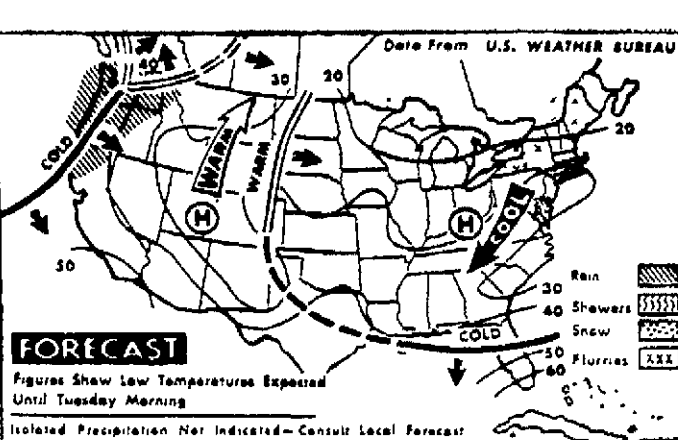 Data From U.S. WEATHER BUREAU
40
30
20
20
COLD
WARM
WARM
H
H
COOL
50
30
40
COLD
50
60
Rain
Showers
Snow
Flurries XXX
FORECAST
Figures Show Low Temperatures Expected
Until Tuesday Morning
Isolated Precipitation Not Indicated—Consult Local Forecast